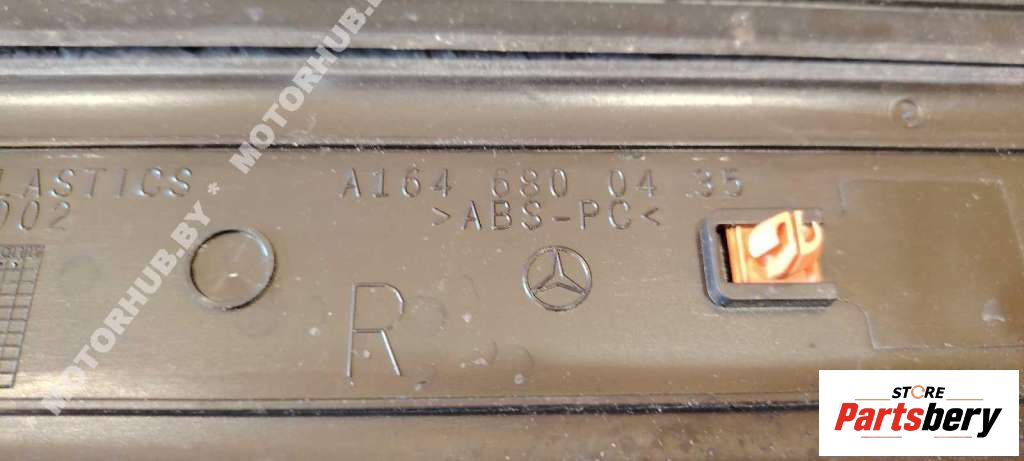 MOTORHUB.BY * MOTORHUB.BY
LASTICS
002
A164 680 04 35
>ABS-PC<
R
STORE
Partsbery